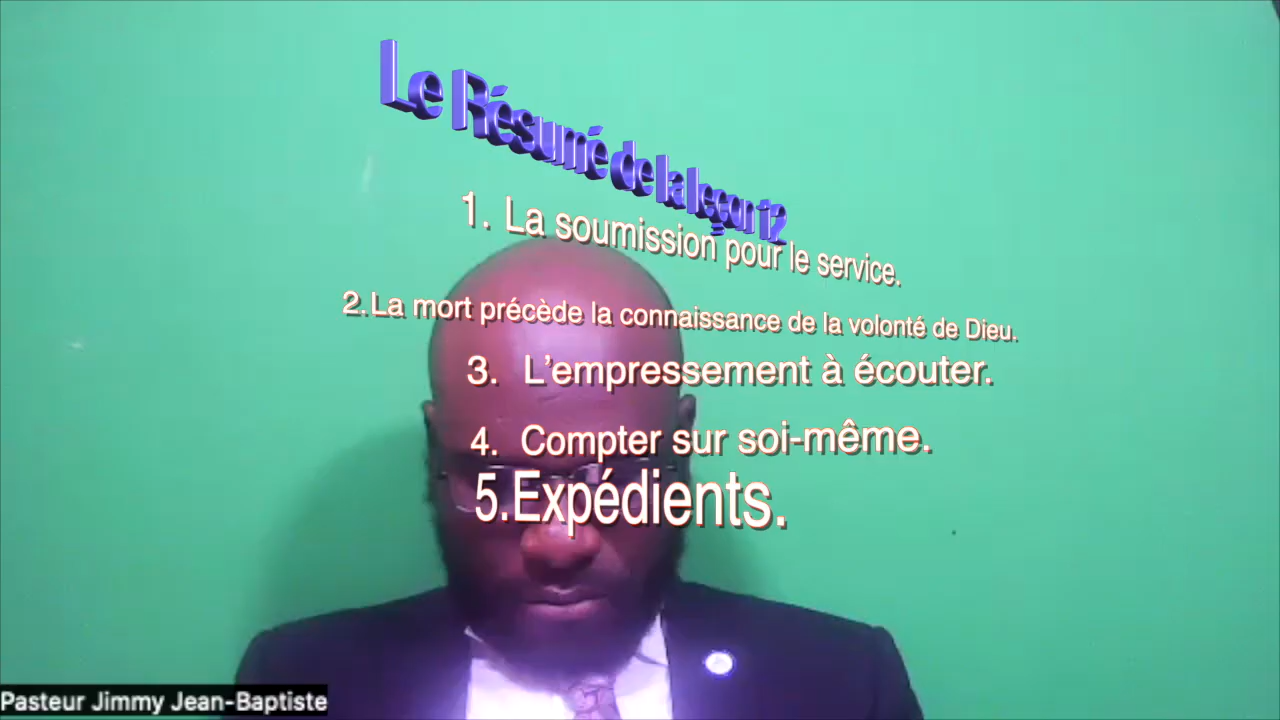 Le Résumé de la leçon 12
1. La soumission pour le service.
2.La mort précède la connaissance de la volonté de Dieu.
3. L'empressement à écouter.
4. Compter sur soi-même.
5.Expédients.
Pasteur Jimmy Jean-Baptiste